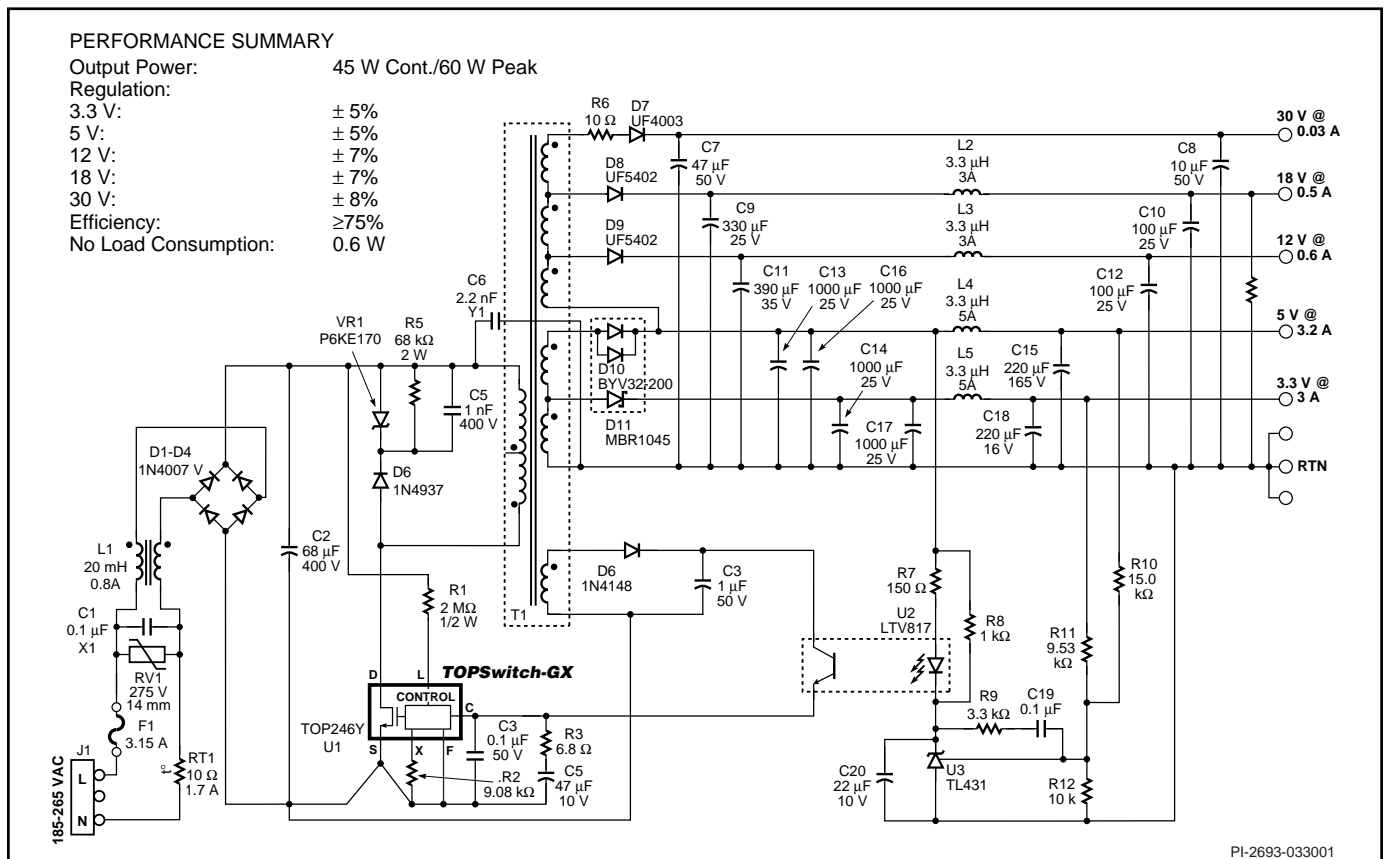 PERFORMANCE SUMMARY
Output Power: 45 W Cont./60 W Peak
Regulation:
3.3 V: ± 5%
5 V: ± 5%
12 V: ± 7%
18 V: ± 7%
30 V: ± 8%
Efficiency: ≥75%
No Load Consumption: 0.6 W
R6
10 Ω
D7
UF4003
C7
47 µF
50 V
L2
3.3 µH
3A
C8
10 µF
50 V
30 V @
0.03 A
D8
UF5402
C9
330 µF
25 V
L3
3.3 µH
3A
C10
100 µF
25 V
18 V @
0.5 A
D9
UF5402
C11
390 µF
35 V
C13
1000 µF
25 V
C16
1000 µF
25 V
L4
3.3 µH
5A
C12
100 µF
25 V
12 V @
0.6 A
5 V @
3.2 A
C6
2.2 nF
Y1
VR1
P6KE170
R5
68 kΩ
2 W
C5
1 nF
400 V
D10
BYV32-200
D11
MBR1045
C14
1000 µF
25 V
L5
3.3 µH
5A
C15
220 µF
165 V
C17
1000 µF
25 V
C18
220 µF
16 V
3.3 V @
3 A
RTN
D1-D4
1N4007 V
D6
1N4937
C2
68 µF
400 V
L1
20 mH
0.8A
C1
0.1 µF
X1
RV1
275 V
14 mm
F1
3.15 A
J1
L
N
185-265 VAC
RT1
10 Ω
1.7 A
t°
R1
2 MΩ
1/2 W
T1
D6
1N4148
C3
1 µF
50 V
TOPSwitch-GX
D
L
CONTROL
C
S
X
F
TOP246Y
U1
.R2
9.08 kΩ
C3
0.1 µF
50 V
R3
6.8 Ω
C5
47 µF
10 V
R7
150 Ω
U2
LTV817
R8
1 kΩ
R10
15.0
kΩ
R11
9.53
kΩ
R9
3.3 kΩ
C19
0.1 µF
C20
22 µF
10 V
U3
TL431
R12
10 k
PI-2693-033001